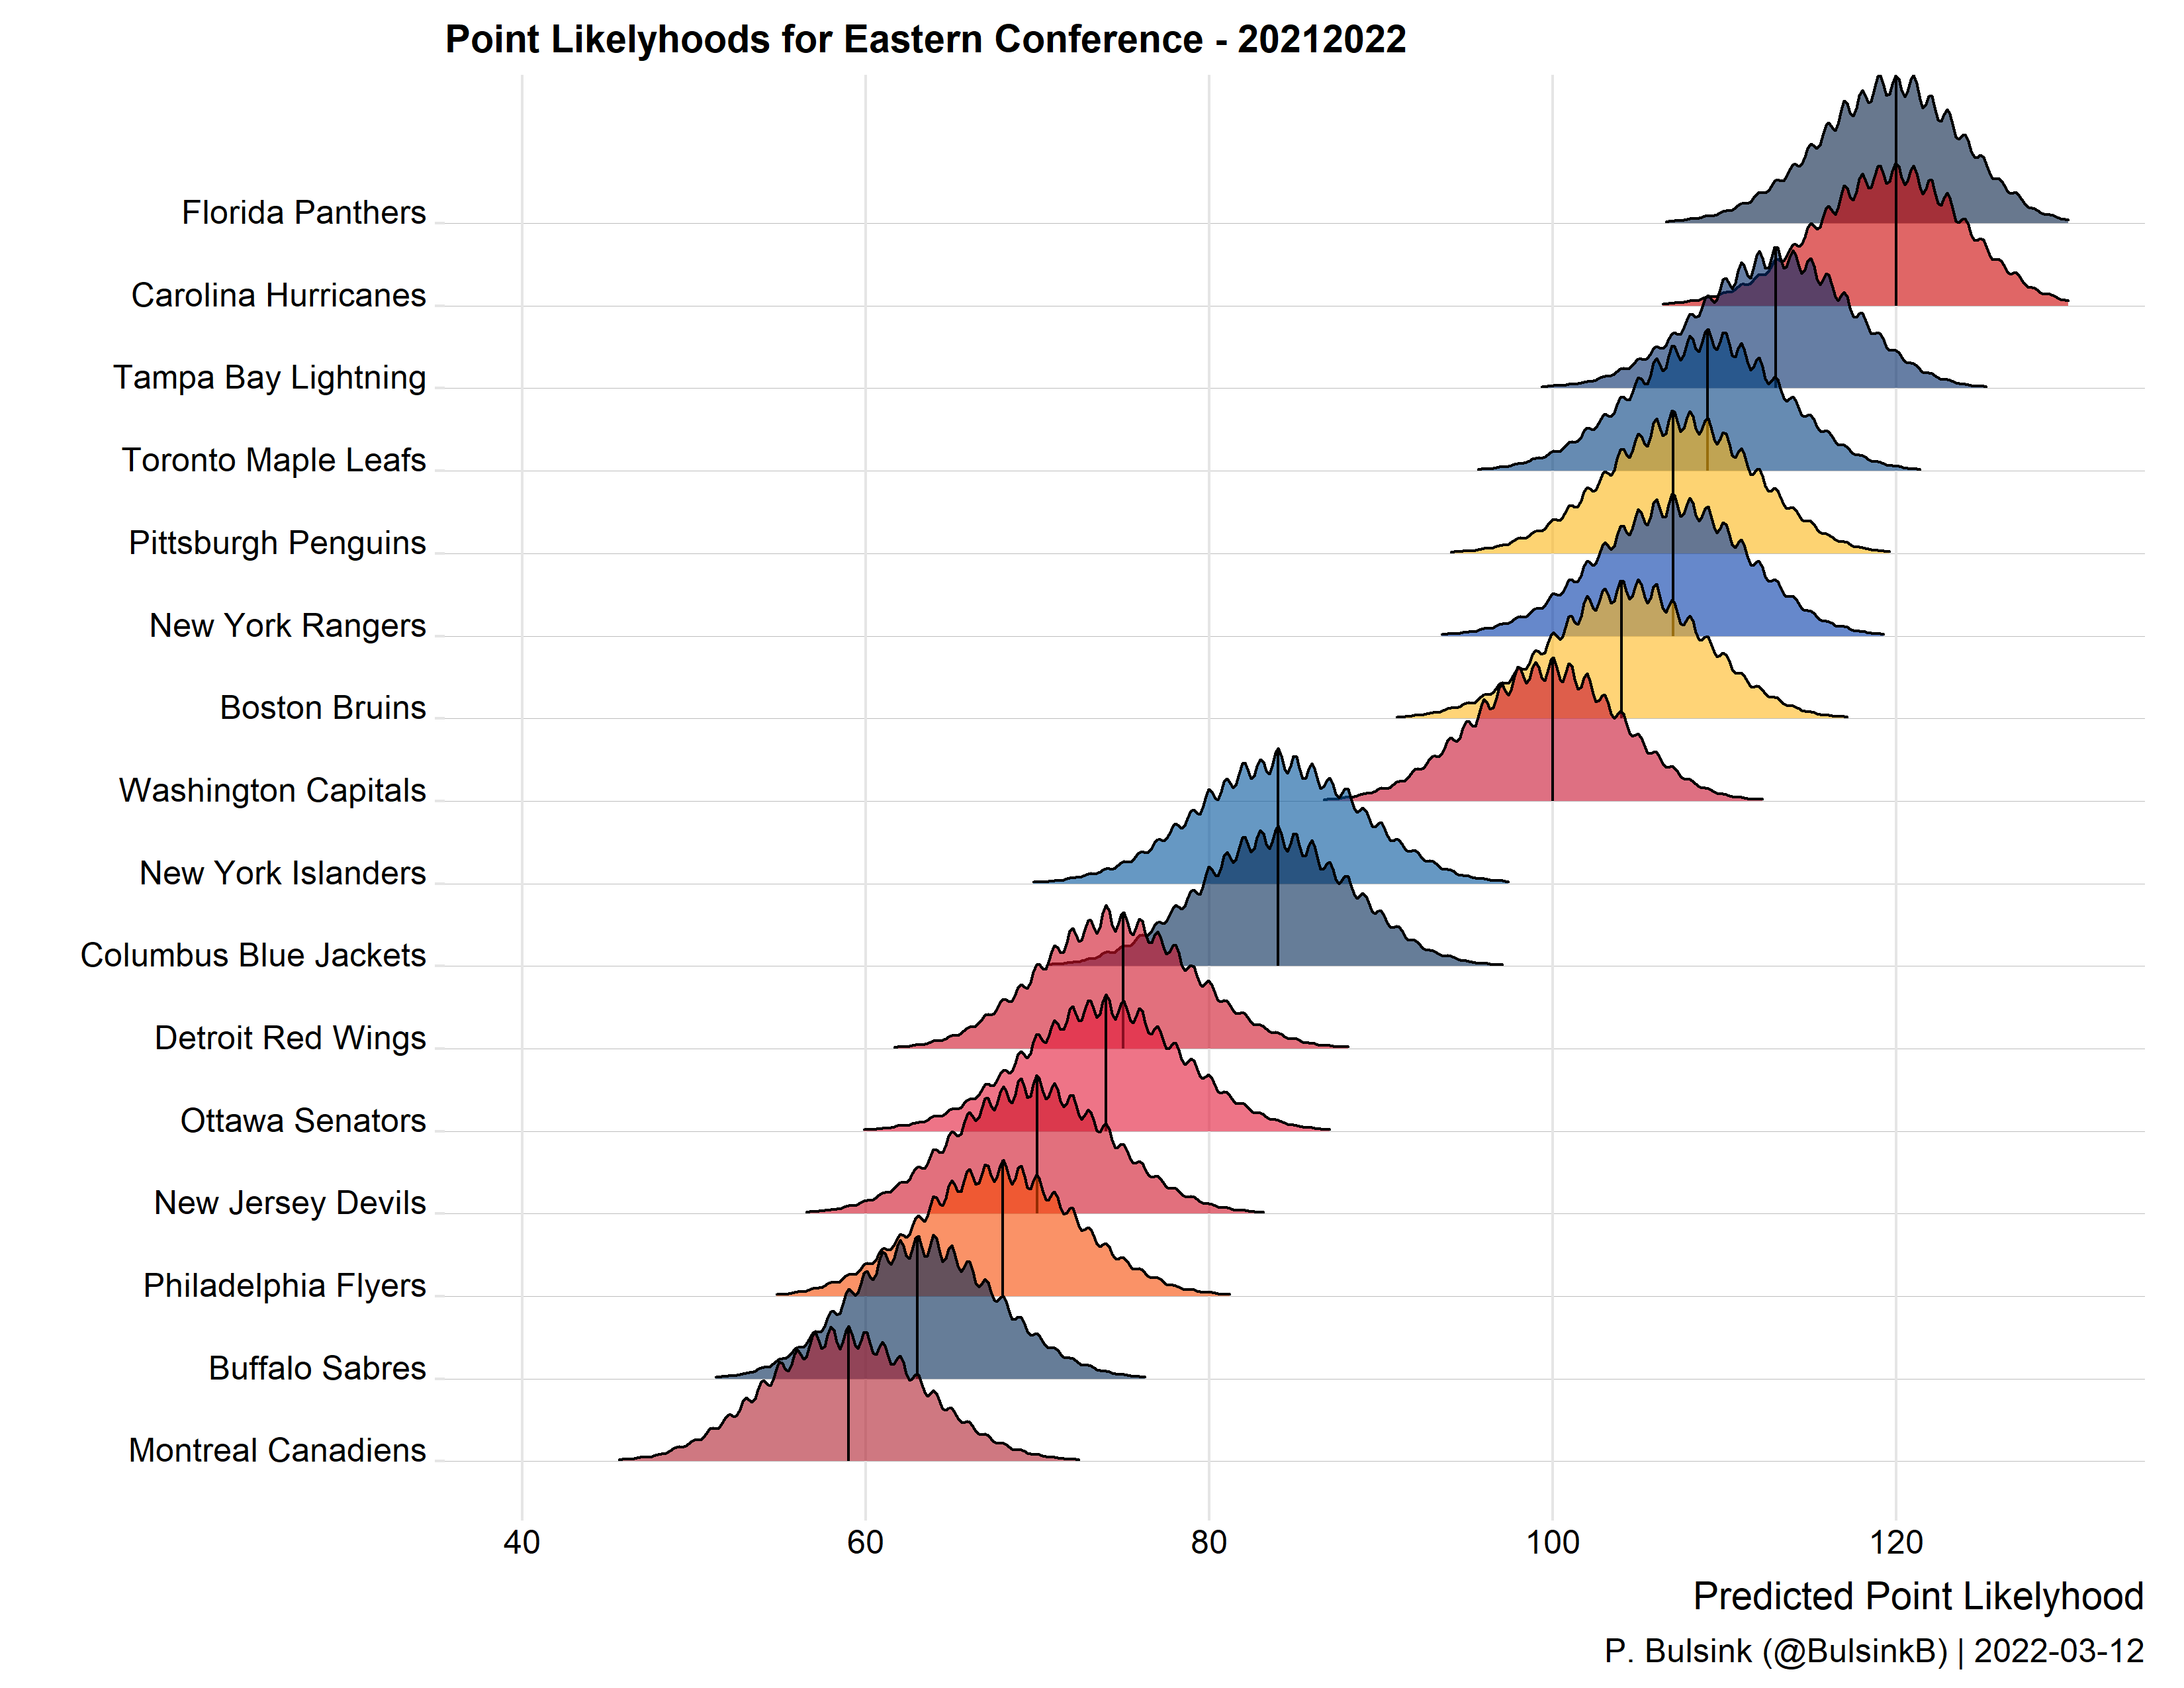 Point Likelyhoods for Eastern Conference - 20212022
Florida Panthers
Carolina Hurricanes
Tampa Bay Lightning
Toronto Maple Leafs
Pittsburgh Penguins
New York Rangers
Boston Bruins
Washington Capitals
New York Islanders
Columbus Blue Jackets
Detroit Red Wings
Ottawa Senators
New Jersey Devils
Philadelphia Flyers
Buffalo Sabres
Montreal Canadiens
40 60 80 100 120
Predicted Point Likelyhood
P. Bulsink (@BulsinkB) | 2022-03-12